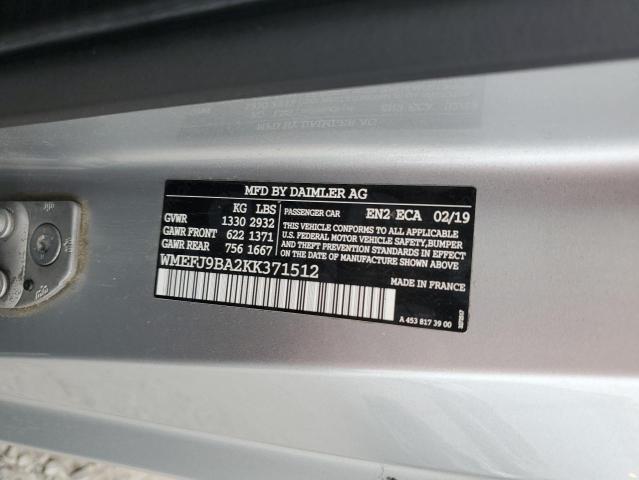 MFD BY DAIMLER AG
KG LBS
GVWR 1330 2932
GAWR FRONT 622 1371
GAWR REAR 756 1667
PASSENGER CAR EN2 ECA 02/19
THIS VEHICLE CONFORMS TO ALL APPLICABLE
U.S. FEDERAL MOTOR VEHICLE SAFETY, BUMPER
AND THEFT PREVENTION STANDARDS IN EFFECT
ON THE DATE OF MANUFACTURE SHOWN ABOVE
WMEFJ9BA2KK371512
MADE IN FRANCE
A 453 817 39 00